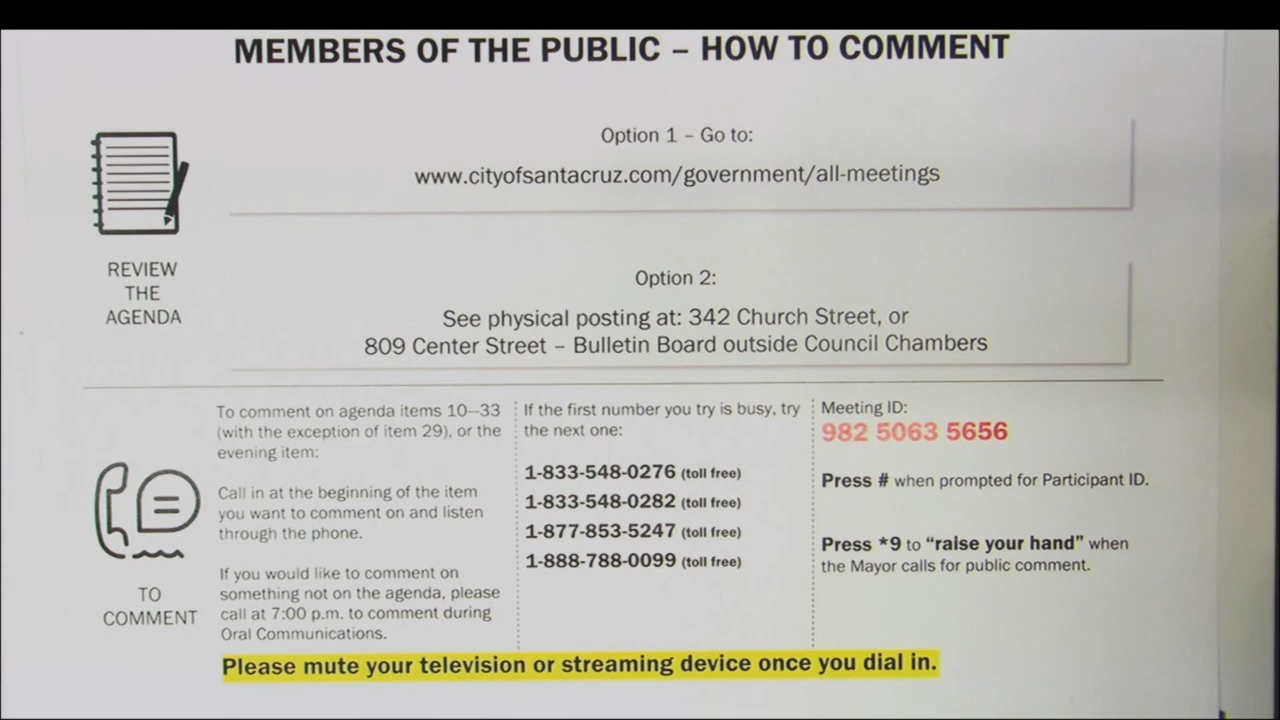 MEMBERS OF THE PUBLIC – HOW TO COMMENT
Option 1 – Go to:
www.cityofsantacruz.com/government/all-meetings
REVIEW
THE
AGENDA
Option 2:
See physical posting at: 342 Church Street, or
809 Center Street – Bulletin Board outside Council Chambers
TO
COMMENT
To comment on agenda items 10—33
(with the exception of item 29), or the
evening item:
Call in at the beginning of the item
you want to comment on and listen
through the phone.
If you would like to comment on
something not on the agenda, please
call at 7:00 p.m. to comment during
Oral Communications.
If the first number you try is busy, try
the next one:
1-833-548-0276 (toll free)
1-833-548-0282 (toll free)
1-877-853-5247 (toll free)
1-888-788-0099 (toll free)
Meeting ID:
982 5063 5656
Press # when prompted for Participant ID.
Press *9 to “raise your hand” when
the Mayor calls for public comment.
Please mute your television or streaming device once you dial in.